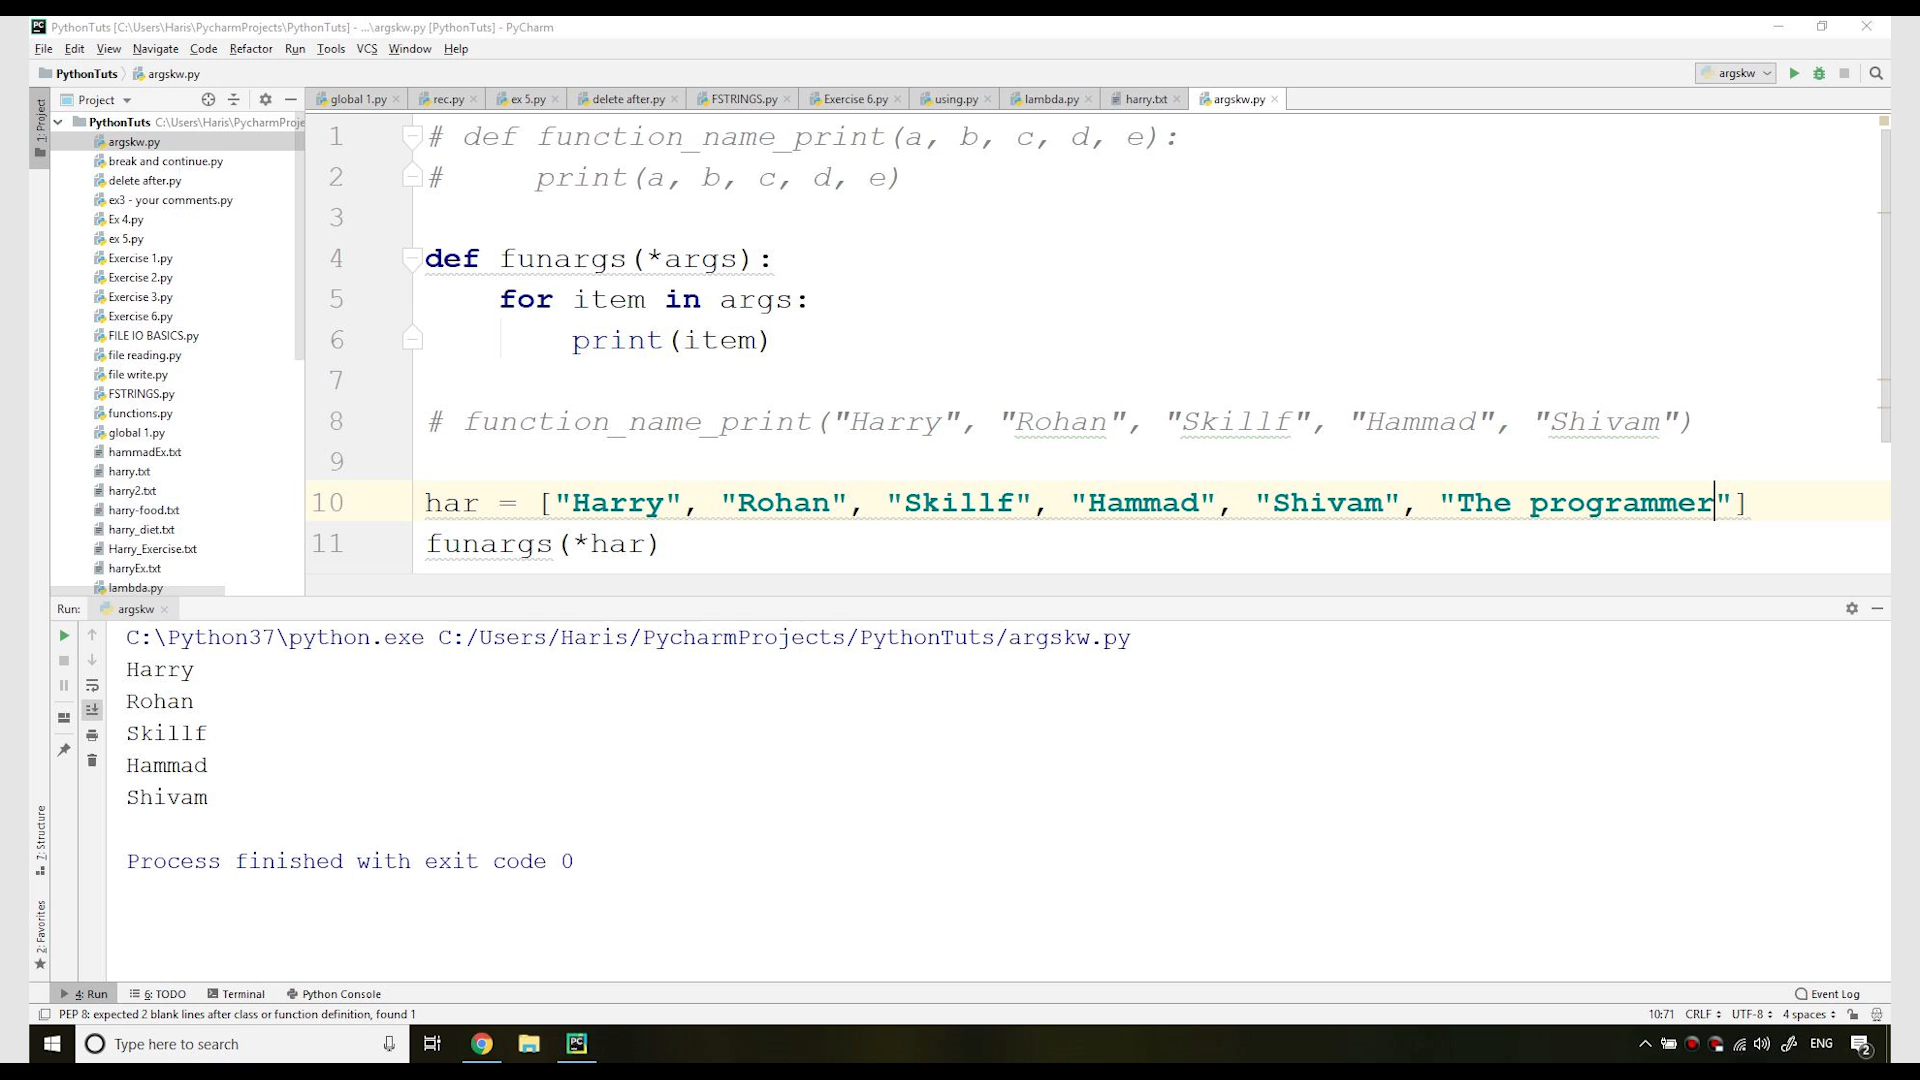 PythonTuts [C:\Users\Haris\PycharmProjects\PythonTuts] - ...\argskw.py [PythonTuts] - PyCharm
File Edit View Navigate Code Refactor Run Tools VCS Window Help
PythonTuts argskw.py argskw
Project global 1.py rec.py ex 5.py delete after.py FSTRINGS.py Exercise 6.py using.py lambda.py harry.txt argskw.py
1: Project
PythonTuts C:\Users\Haris\PycharmProje
argskw.py
break and continue.py
delete after.py
ex3 - your comments.py
Ex 4.py
ex 5.py
Exercise 1.py
Exercise 2.py
Exercise 3.py
Exercise 6.py
FILE IO BASICS.py
file reading.py
file write.py
FSTRINGS.py
functions.py
global 1.py
hammadEx.txt
harry.txt
harry2.txt
harry-food.txt
harry_diet.txt
Harry_Exercise.txt
harryEx.txt
lambda.py
1 # def function_name_print(a, b, c, d, e):
2 #     print(a, b, c, d, e)
3
4 def funargs(*args):
5     for item in args:
6         print(item)
7
8 # function_name_print("Harry", "Rohan", "Skillf", "Hammad", "Shivam")
9
10 har = ["Harry", "Rohan", "Skillf", "Hammad", "Shivam", "The programmer"]
11 funargs(*har)
Run: argskw
C:\Python37\python.exe C:/Users/Haris/PycharmProjects/PythonTuts/argskw.py
Harry
Rohan
Skillf
Hammad
Shivam
Process finished with exit code 0
7: Structure
2: Favorites
4: Run 6: TODO Terminal Python Console Event Log
PEP 8: expected 2 blank lines after class or function definition, found 1 10:71 CRLF UTF-8 4 spaces
Type here to search ENG 2